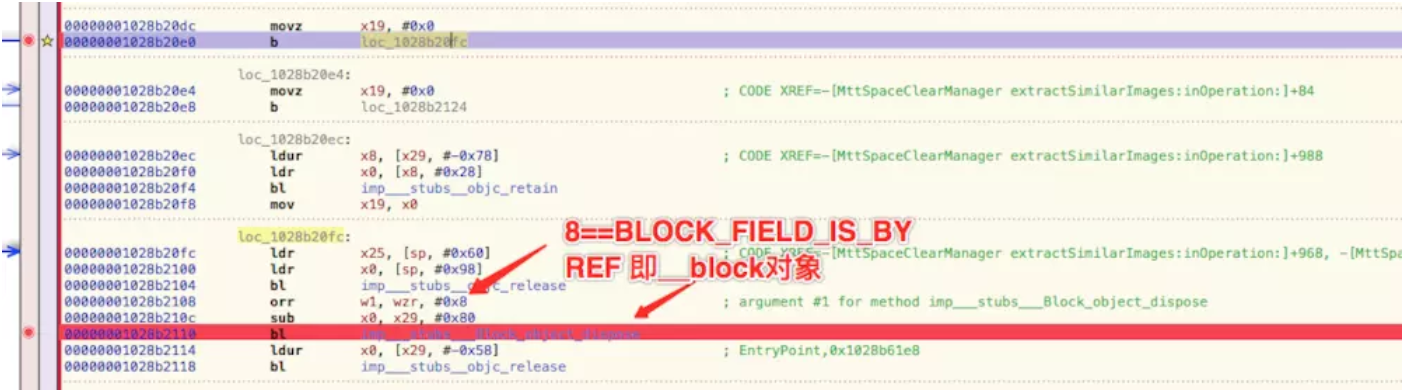 00000001028b20dc movz x19, #0x0
00000001028b20e0 b loc_1028b20fc
loc_1028b20e4:
00000001028b20e4 movz x19, #0x0 ; CODE XREF=-[MttSpaceClearManager extractSimilarImages:inOperation:]+84
00000001028b20e8 b loc_1028b2124
loc_1028b20ec:
00000001028b20ec ldur x8, [x29, #-0x78] ; CODE XREF=-[MttSpaceClearManager extractSimilarImages:inOperation:]+988
00000001028b20f0 ldr x0, [x8, #0x28]
00000001028b20f4 bl imp___stubs__objc_retain
00000001028b20f8 mov x19, x0
loc_1028b20fc:
8==BLOCK_FIELD_IS_BY
00000001028b20fc ldr x25, [sp, #0x60] ; CODE XREF=-[MttSpaceClearManager extractSimilarImages:inOperation:]+968, -[MttSpa
REF 即__block对象
00000001028b2100 ldr x0, [sp, #0x98]
00000001028b2104 bl imp___stubs__objc_release
00000001028b2108 orr w1, wzr, #0x8 ; argument #1 for method imp___stubs___Block_object_dispose
00000001028b210c sub x0, x29, #0x80
00000001028b2110 bl imp___stubs___Block_object_dispose
00000001028b2114 ldur x0, [x29, #-0x58] ; EntryPoint,0x1028b61e8
00000001028b2118 bl imp___stubs__objc_release